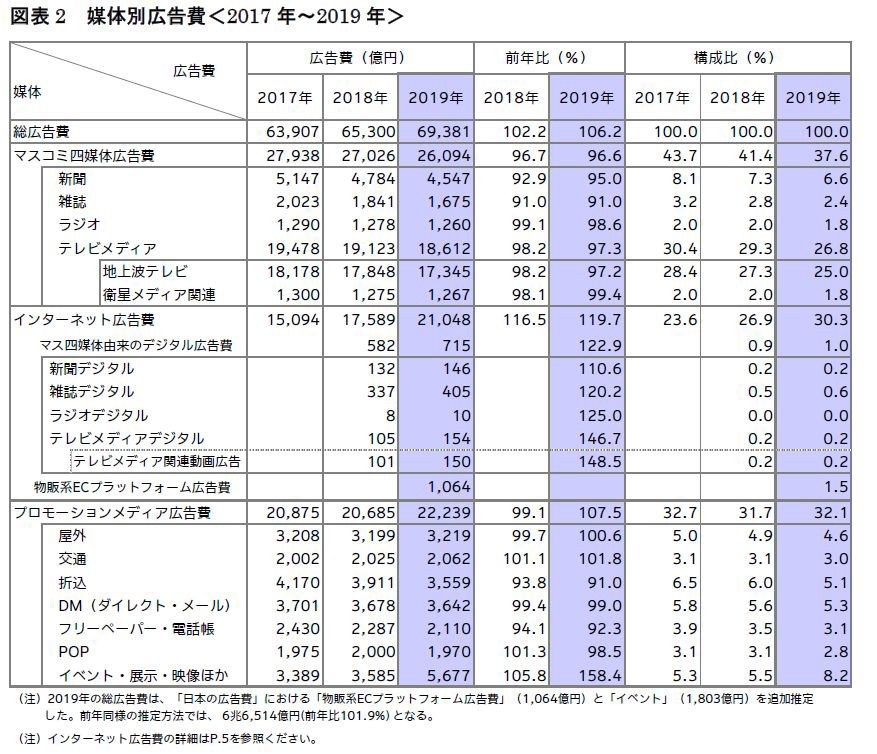 図表2 媒体別広告費＜2017年～2019年＞
広告費 広告費（億円） 前年比（％） 構成比（％）
媒体 2017年 2018年 2019年 2018年 2019年 2017年 2018年 2019年
総広告費 63,907 65,300 69,381 102.2 106.2 100.0 100.0 100.0
マスコミ四媒体広告費 27,938 27,026 26,094 96.7 96.6 43.7 41.4 37.6
新聞 5,147 4,784 4,547 92.9 95.0 8.1 7.3 6.6
雑誌 2,023 1,841 1,675 91.0 91.0 3.2 2.8 2.4
ラジオ 1,290 1,278 1,260 99.1 98.6 2.0 2.0 1.8
テレビメディア 19,478 19,123 18,612 98.2 97.3 30.4 29.3 26.8
地上波テレビ 18,178 17,848 17,345 98.2 97.2 28.4 27.3 25.0
衛星メディア関連 1,300 1,275 1,267 98.1 99.4 2.0 2.0 1.8
インターネット広告費 15,094 17,589 21,048 116.5 119.7 23.6 26.9 30.3
マス四媒体由来のデジタル広告費 582 715 122.9 0.9 1.0
新聞デジタル 132 146 110.6 0.2 0.2
雑誌デジタル 337 405 120.2 0.5 0.6
ラジオデジタル 8 10 125.0 0.0 0.0
テレビメディアデジタル 105 154 146.7 0.2 0.2
テレビメディア関連動画広告 101 150 148.5 0.2 0.2
物販系ECプラットフォーム広告費 1,064 1.5
プロモーションメディア広告費 20,875 20,685 22,239 99.1 107.5 32.7 31.7 32.1
屋外 3,208 3,199 3,219 99.7 100.6 5.0 4.9 4.6
交通 2,002 2,025 2,062 101.1 101.8 3.1 3.1 3.0
折込 4,170 3,911 3,559 93.8 91.0 6.5 6.0 5.1
DM（ダイレクト・メール） 3,701 3,678 3,642 99.4 99.0 5.8 5.6 5.3
フリーペーパー・電話帳 2,430 2,287 2,110 94.1 92.3 3.9 3.5 3.1
POP 1,975 2,000 1,970 101.3 98.5 3.1 3.1 2.8
イベント・展示・映像ほか 3,389 3,585 5,677 105.8 158.4 5.3 5.5 8.2
（注）2019年の総広告費は、「日本の広告費」における「物販系ECプラットフォーム広告費」（1,064億円）と「イベント」（1,803億円）を追加推定
した。前年同様の推定方法では、6兆6,514億円(前年比101.9%)となる。
（注）インターネット広告費の詳細はP.5を参照ください。